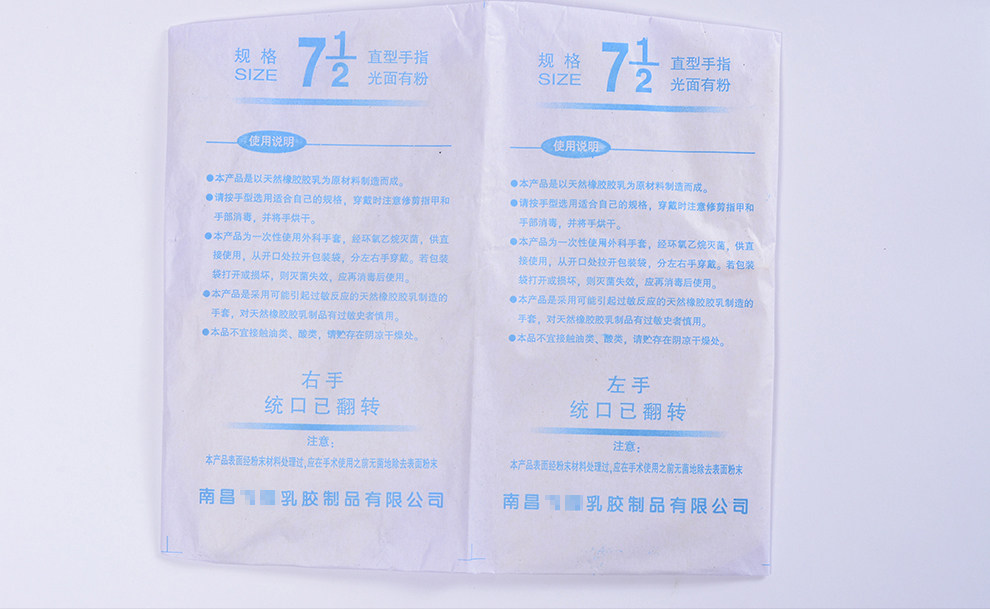 规格 7 1/2 直型手指
SIZE 光面有粉
使用说明
●本产品是以天然橡胶胶乳为原材料制造而成。
●请按手型选用适合自己的规格，穿戴时注意修剪指甲和
手部消毒，并将手烘干。
●本产品为一次性使用外科手套，经环氧乙烷灭菌，供直
接使用，从开口处拉开包装袋，分左右手穿戴。若包装
袋打开或损坏，则灭菌失效，应再消毒后使用。
●本产品是采用可能引起过敏反应的天然橡胶胶乳制造的
手套，对天然橡胶胶乳制品有过敏史者慎用。
●本品不宜接触油类、酸类，请贮存在阴凉干燥处。
右手
统口已翻转
注意：
本产品表面经粉末材料处理过，应在手术使用之前无菌地除去表面粉末
南昌 乳胶制品有限公司
规格 7 1/2 直型手指
SIZE 光面有粉
使用说明
●本产品是以天然橡胶胶乳为原材料制造而成。
●请按手型选用适合自己的规格，穿戴时注意修剪指甲和
手部消毒，并将手烘干。
●本产品为一次性使用外科手套，经环氧乙烷灭菌，供直
接使用，从开口处拉开包装袋，分左右手穿戴。若包装
袋打开或损坏，则灭菌失效，应再消毒后使用。
●本产品是采用可能引起过敏反应的天然橡胶胶乳制造的
手套，对天然橡胶胶乳制品有过敏史者慎用。
●本品不宜接触油类、酸类，请贮存在阴凉干燥处。
左手
统口已翻转
注意：
本产品表面经粉末材料处理过，应在手术使用之前无菌地除去表面粉末
南昌 乳胶制品有限公司